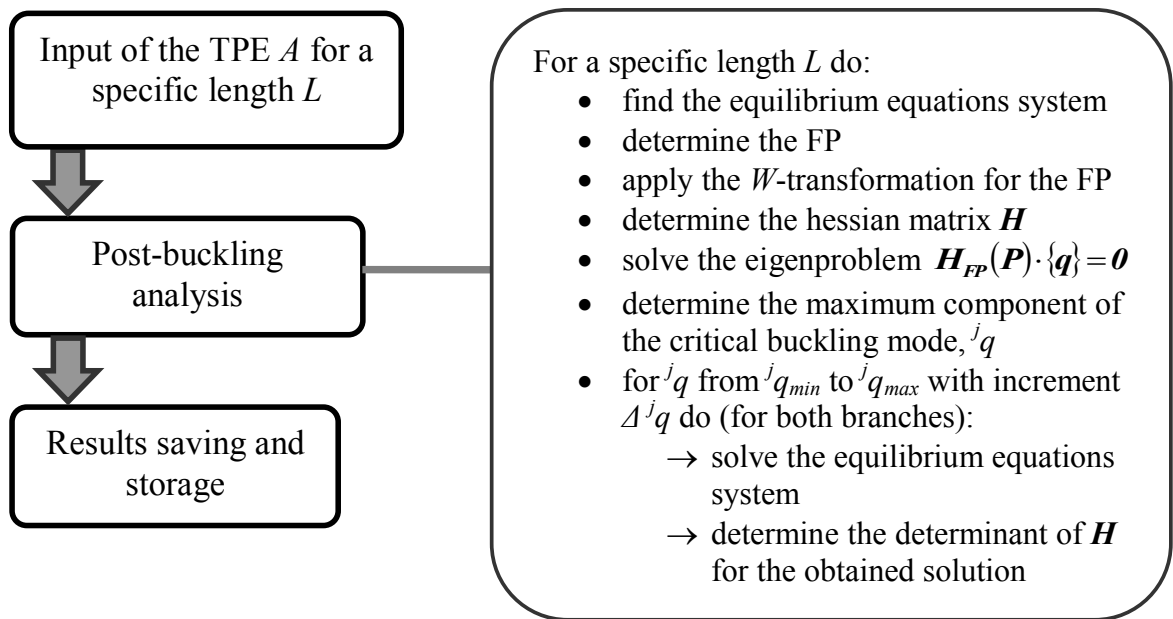 Input of the TPE A for a
specific length L
Post-buckling
analysis
Results saving and
storage
For a specific length L do:
• find the equilibrium equations system
• determine the FP
• apply the W-transformation for the FP
• determine the hessian matrix H
• solve the eigenproblem H_FP(P)·{q}=0
• determine the maximum component of
the critical buckling mode, ʲq
• for ʲq from ʲq_min to ʲq_max with increment
Δ ʲq do (for both branches):
→ solve the equilibrium equations
system
→ determine the determinant of H
for the obtained solution